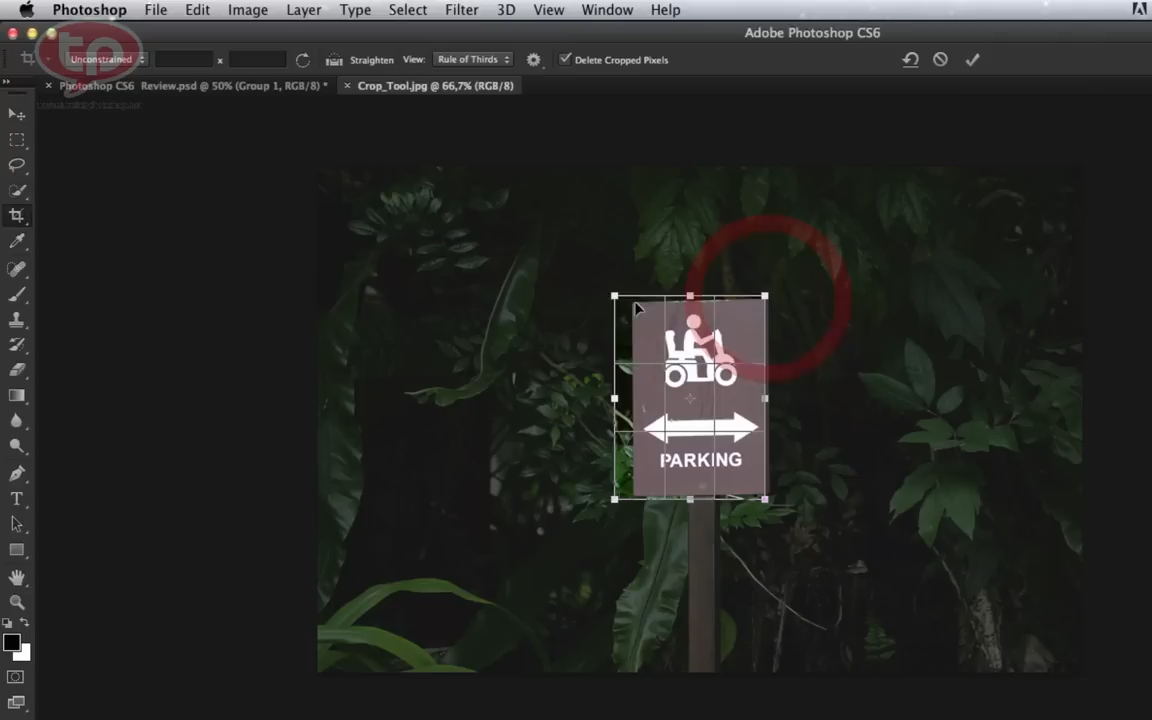 Photoshop File Edit Image Layer Type Select Filter 3D View Window Help
Adobe Photoshop CS6
tp
Unconstrained x Straighten View: Rule of Thirds Delete Cropped Pixels
Photoshop CS6 Review.psd @ 50% (Group 1, RGB/8) * Crop_Tool.jpg @ 66,7% (RGB/8)
PARKING